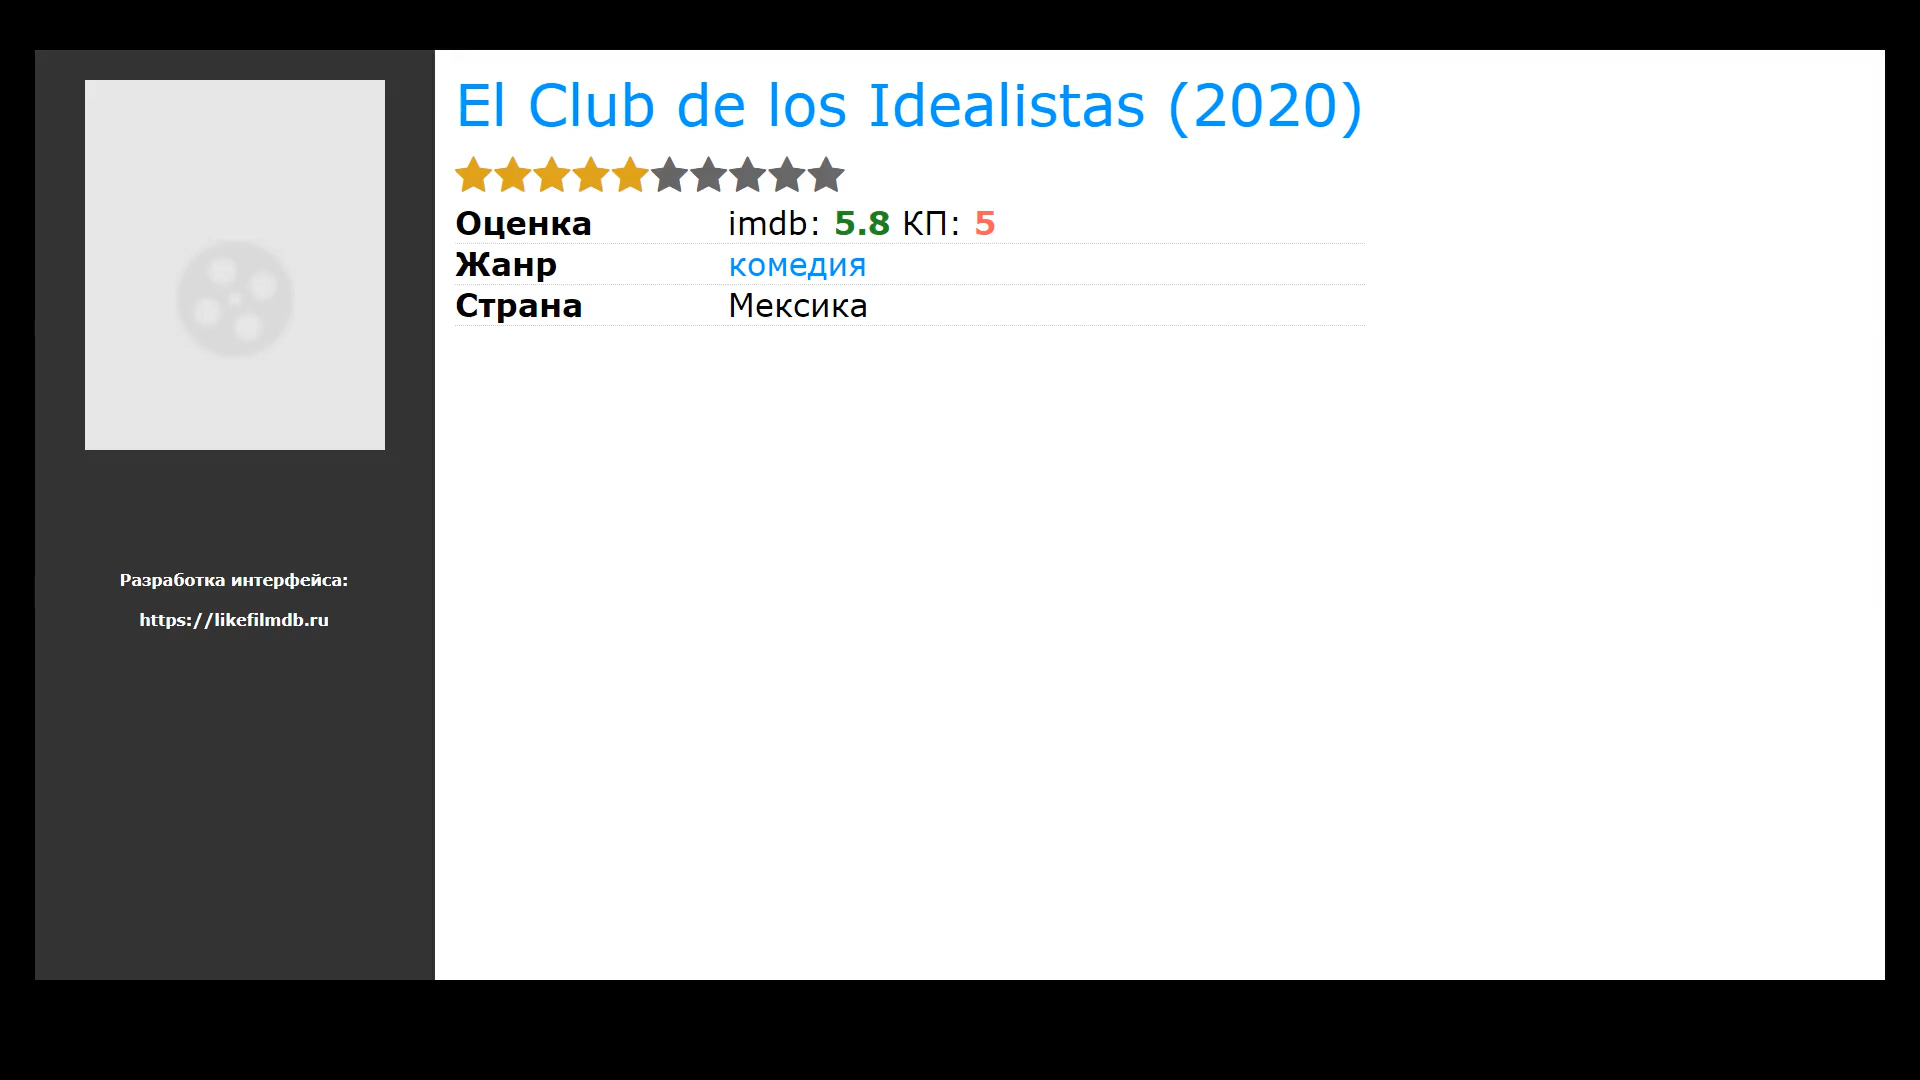 El Club de los Idealistas (2020)
Оценка imdb: 5.8 КП: 5
Жанр комедия
Страна Мексика
Разработка интерфейса:
https://likefilmdb.ru